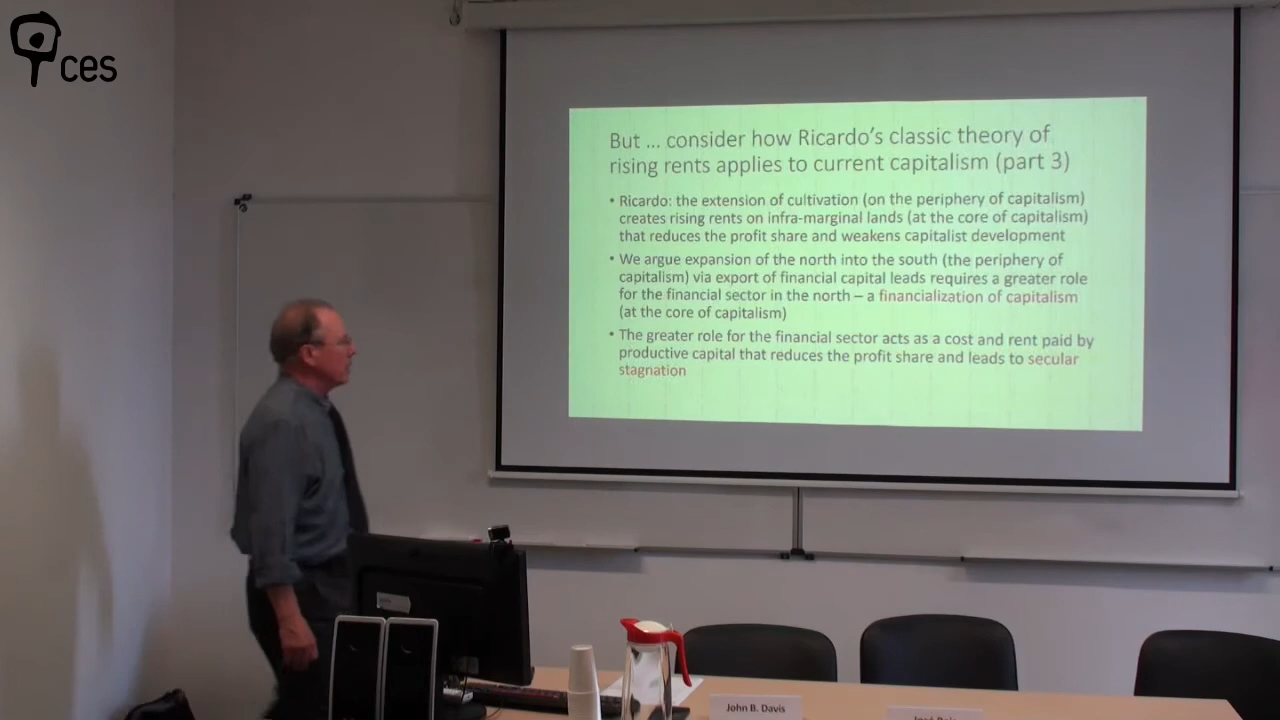 ces
But ... consider how Ricardo's classic theory of
rising rents applies to current capitalism (part 3)
• Ricardo: the extension of cultivation (on the periphery of capitalism)
creates rising rents on infra-marginal lands (at the core of capitalism)
that reduces the profit share and weakens capitalist development
• We argue expansion of the north into the south (the periphery of
capitalism) via export of financial capital leads requires a greater role
for the financial sector in the north – a financialization of capitalism
(at the core of capitalism)
• The greater role for the financial sector acts as a cost and rent paid by
productive capital that reduces the profit share and leads to secular
stagnation
John B. Davis